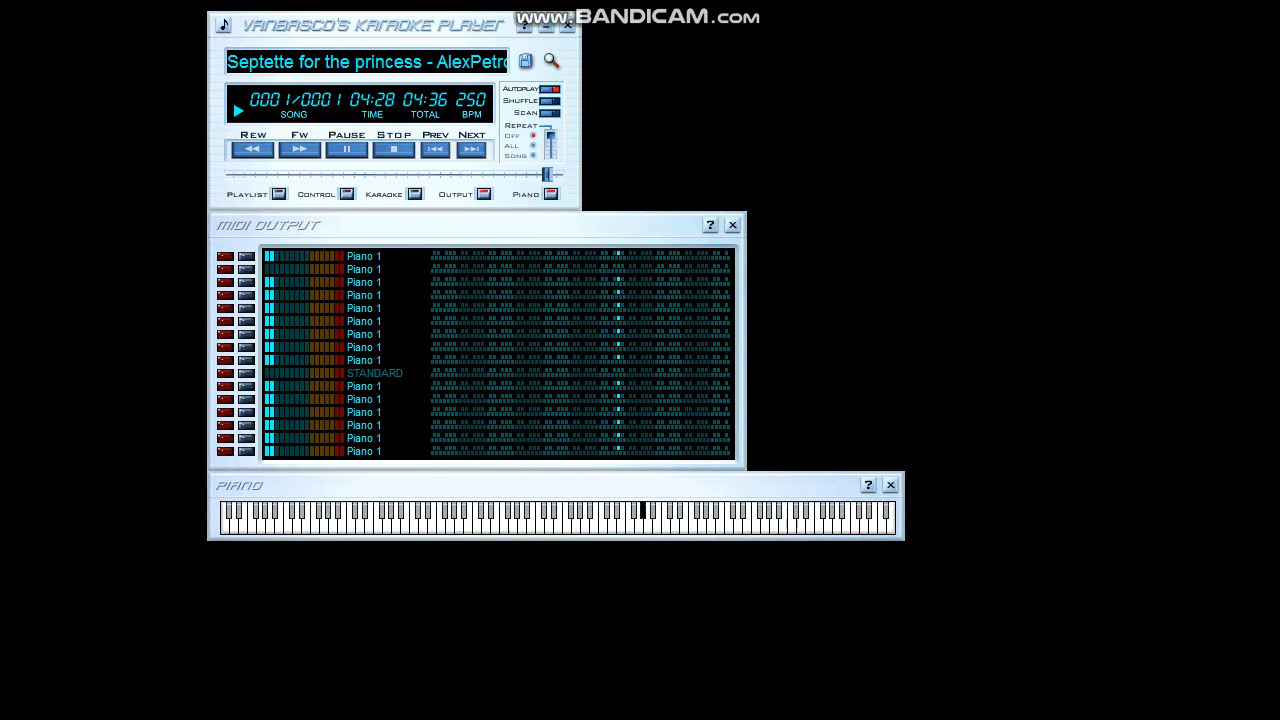 www.BANDICAM.com
VANBASCO'S KARAOKE PLAYER
Septette for the princess - AlexPetro
0001/0001 04:28 04:36 250
SONG TIME TOTAL BPM
AUTOPLAY
SHUFFLE
SCAN
REPEAT
OFF
ALL
SONG
REW FW PAUSE STOP PREV NEXT
PLAYLIST CONTROL KARAOKE OUTPUT PIANO
MIDI OUTPUT ?
Piano 1
Piano 1
Piano 1
Piano 1
Piano 1
Piano 1
Piano 1
Piano 1
Piano 1
STANDARD
Piano 1
Piano 1
Piano 1
Piano 1
Piano 1
Piano 1
PIANO ?